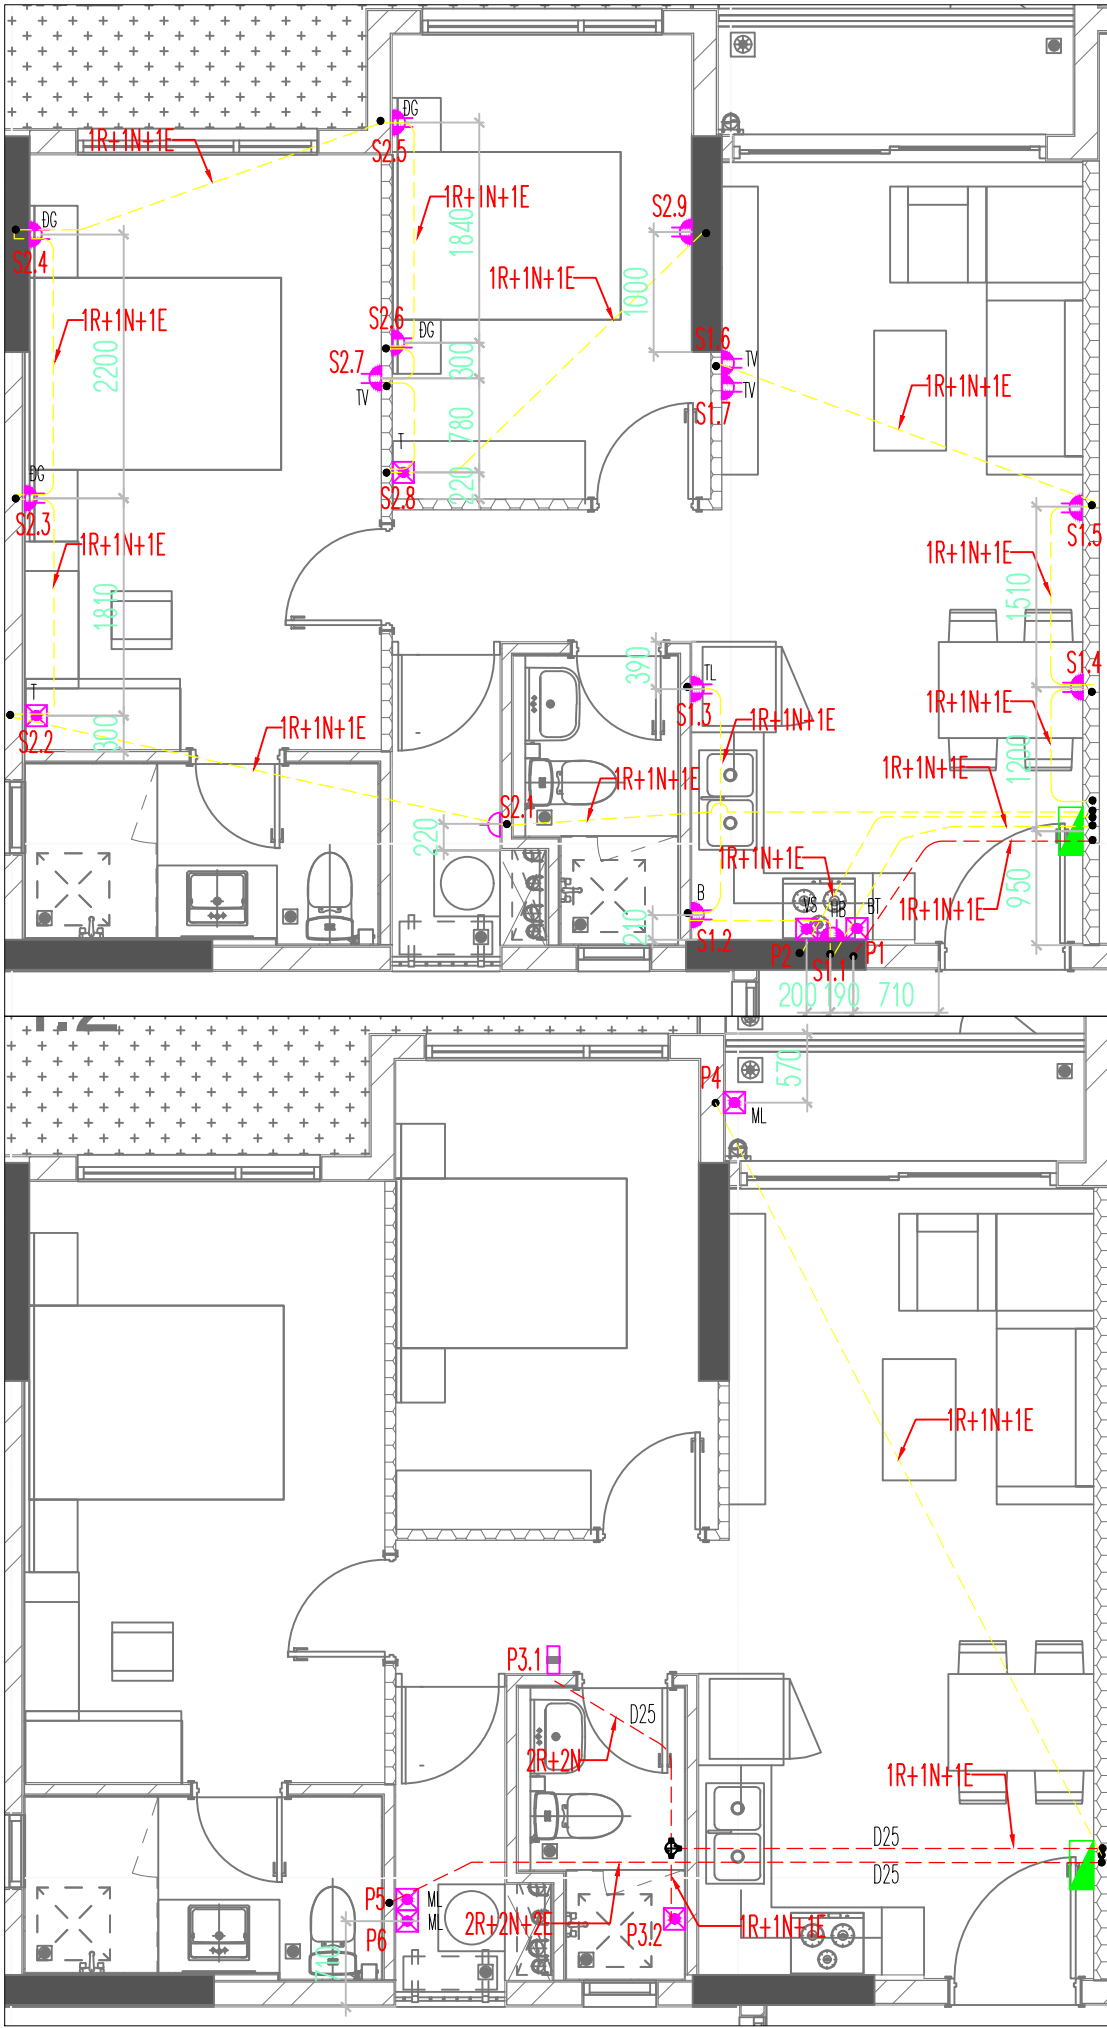 ĐG
1R+1N+1E
S2.5
1R+1N+1E
S2.9
ĐG
1840
S2.4
1R+1N+1E
1000
1R+1N+1E
S2.6
ĐG
S1.6
TV
2200
S2.7
300
TV
TV
1R+1N+1E
S1.7
780
T
ĐG
220
S2.8
S2.3
S1.5
1R+1N+1E
1R+1N+1E
1510
1810
390
TL
S1.4
T
S1.3
1R+1N+1E
1R+1N+1E
S2.2
300
1R+1N+1E
1200
1R+1N+1E
1R+1N+1E
S2.1
220
1R+1N+1E
B
VS
HB
BT
1R+1N+1E
950
210
S1.2
P2
S1.1
P1
200
190
710
1.2
570
P4
ML
1R+1N+1E
P3.1
D25
2R+2N
1R+1N+1E
D25
D25
P5
ML
ML
P6
2R+2N+2E
P3.2
1R+1N+1E
710